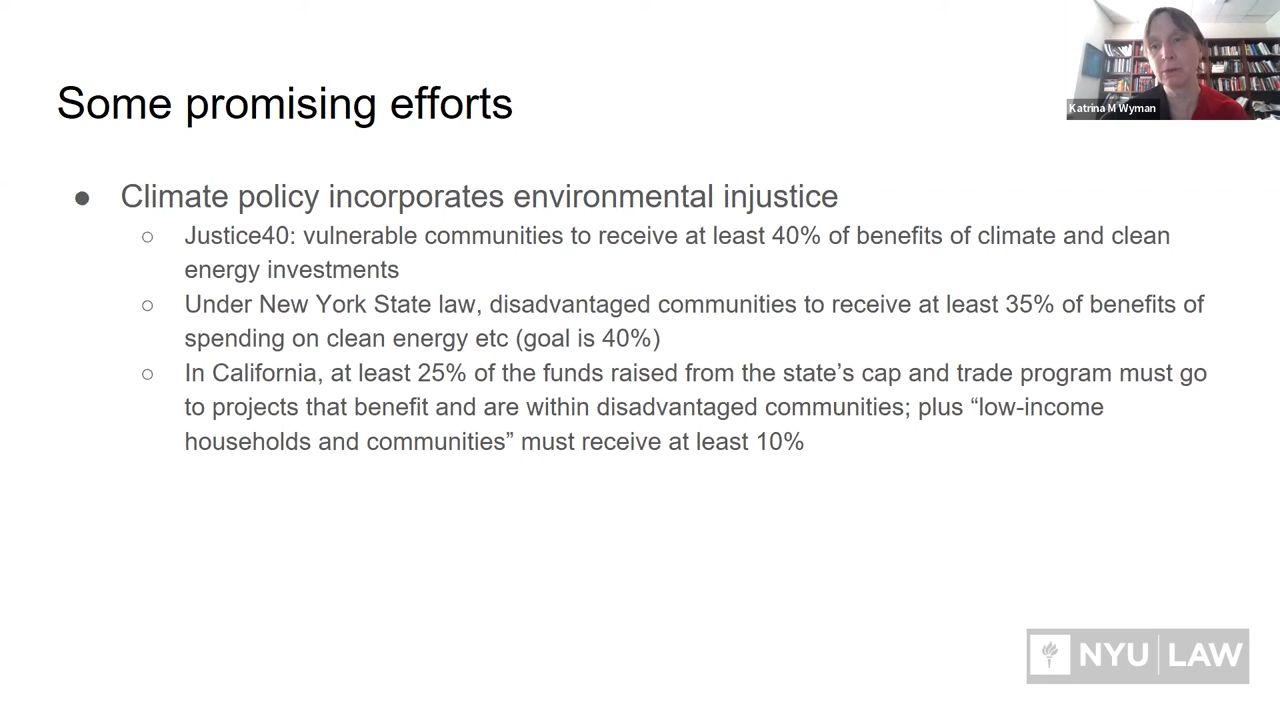 Katrina M Wyman
Some promising efforts
● Climate policy incorporates environmental injustice
○ Justice40: vulnerable communities to receive at least 40% of benefits of climate and clean
energy investments
○ Under New York State law, disadvantaged communities to receive at least 35% of benefits of
spending on clean energy etc (goal is 40%)
○ In California, at least 25% of the funds raised from the state’s cap and trade program must go
to projects that benefit and are within disadvantaged communities; plus “low-income
households and communities” must receive at least 10%
NYU LAW